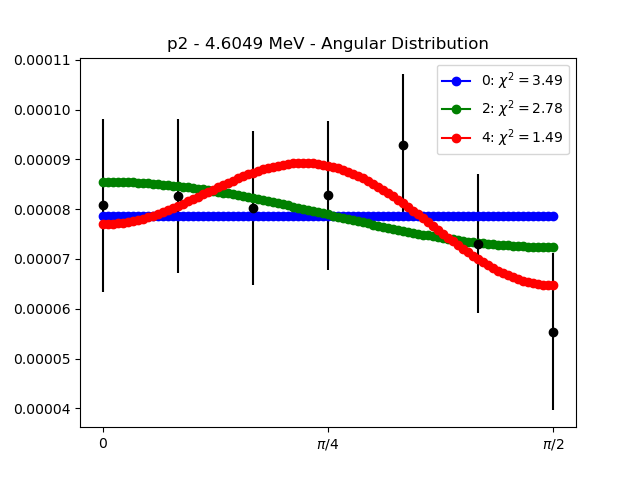 p2 - 4.6049 MeV - Angular Distribution
0.00011
0.00010
0.00009
0.00008
0.00007
0.00006
0.00005
0.00004
0: χ² = 3.49
2: χ² = 2.78
4: χ² = 1.49
0
π/4
π/2